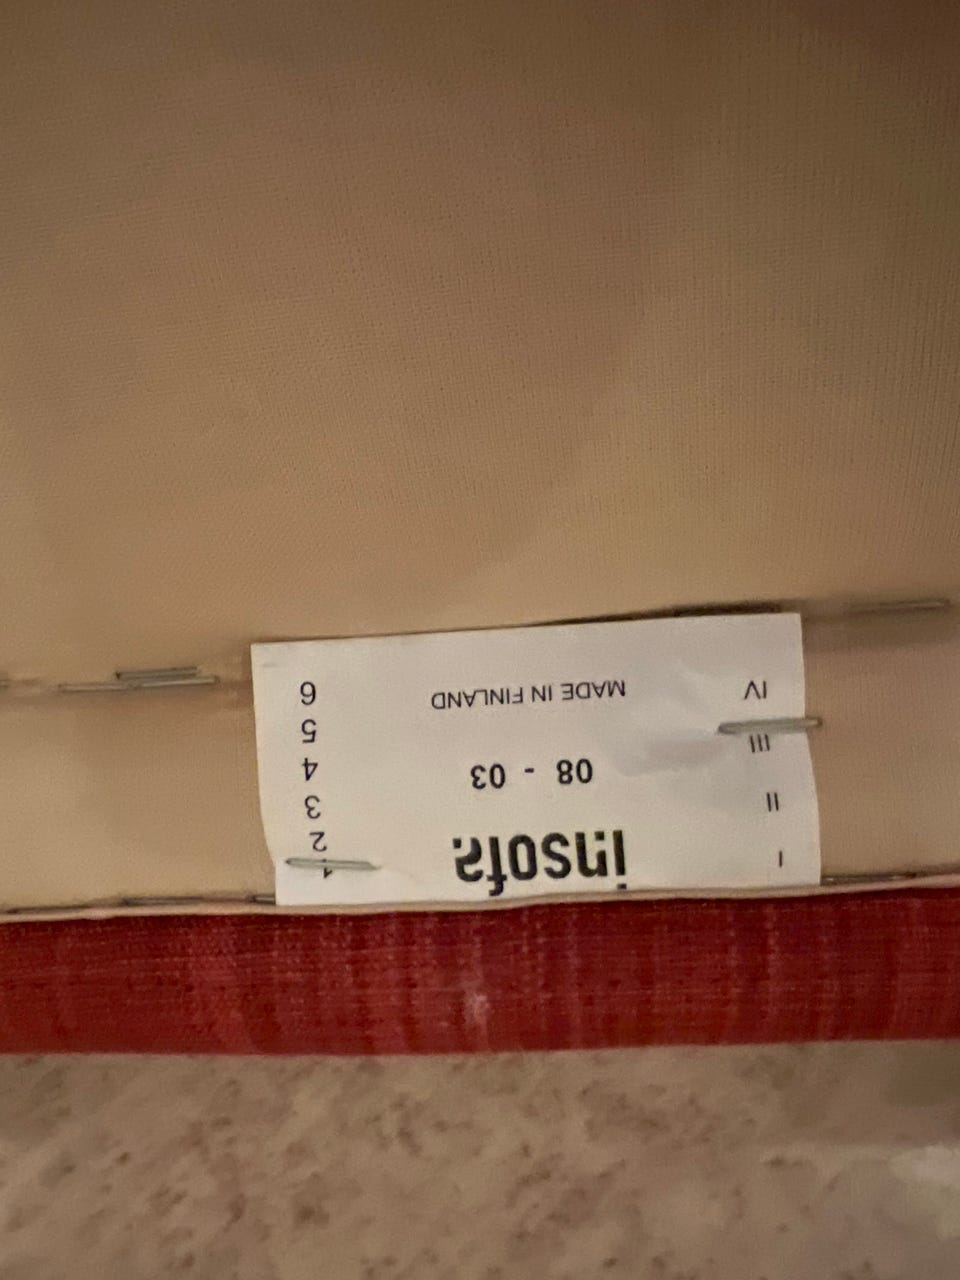 insofa.
08 - 03
MADE IN FINLAND
I
II
III
IV
1
2
3
4
5
6